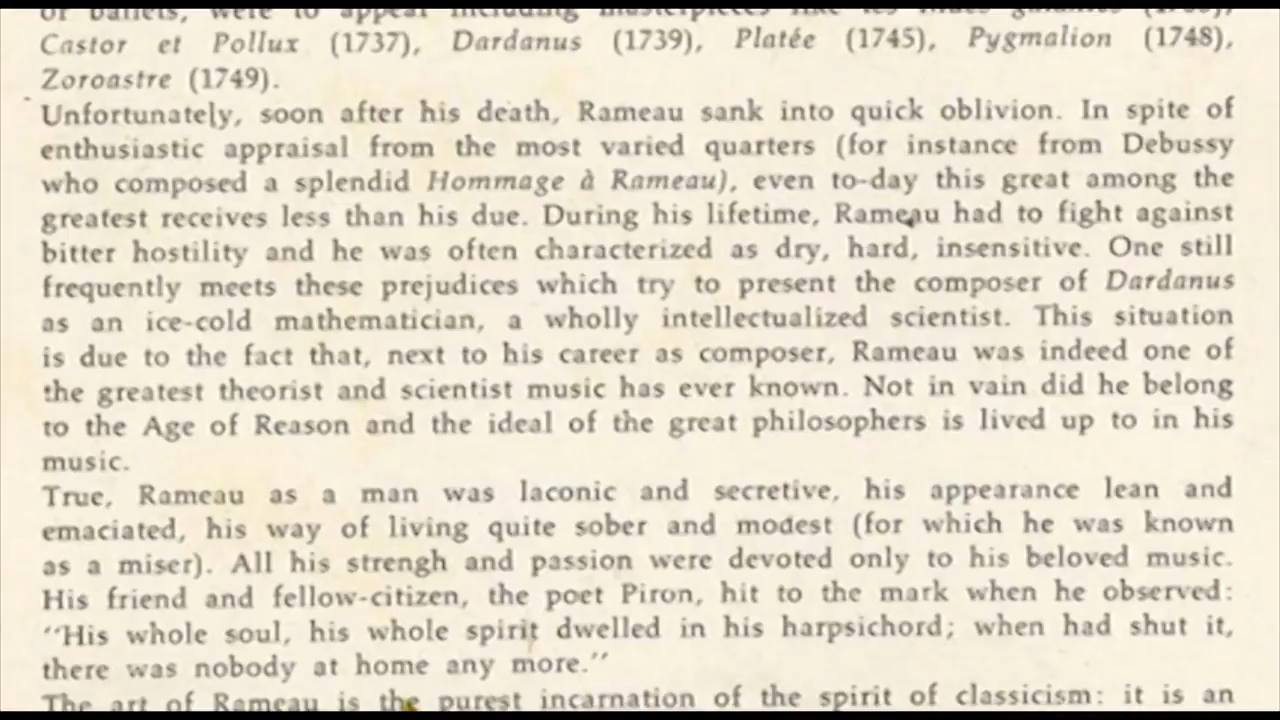 or ballets, were to appear including masterpieces like les Indes galantes
Castor et Pollux (1737), Dardanus (1739), Platée (1745), Pygmalion (1748),
Zoroastre (1749).
Unfortunately, soon after his death, Rameau sank into quick oblivion. In spite of
enthusiastic appraisal from the most varied quarters (for instance from Debussy
who composed a splendid Hommage à Rameau), even to-day this great among the
greatest receives less than his due. During his lifetime, Rameau had to fight against
bitter hostility and he was often characterized as dry, hard, insensitive. One still
frequently meets these prejudices which try to present the composer of Dardanus
as an ice-cold mathematician, a wholly intellectualized scientist. This situation
is due to the fact that, next to his career as composer, Rameau was indeed one of
the greatest theorist and scientist music has ever known. Not in vain did he belong
to the Age of Reason and the ideal of the great philosophers is lived up to in his
music.
True, Rameau as a man was laconic and secretive, his appearance lean and
emaciated, his way of living quite sober and modest (for which he was known
as a miser). All his strengh and passion were devoted only to his beloved music.
His friend and fellow-citizen, the poet Piron, hit to the mark when he observed:
‘‘His whole soul, his whole spirit dwelled in his harpsichord; when had shut it,
there was nobody at home any more.’’
The art of Rameau is the purest incarnation of the spirit of classicism: it is an